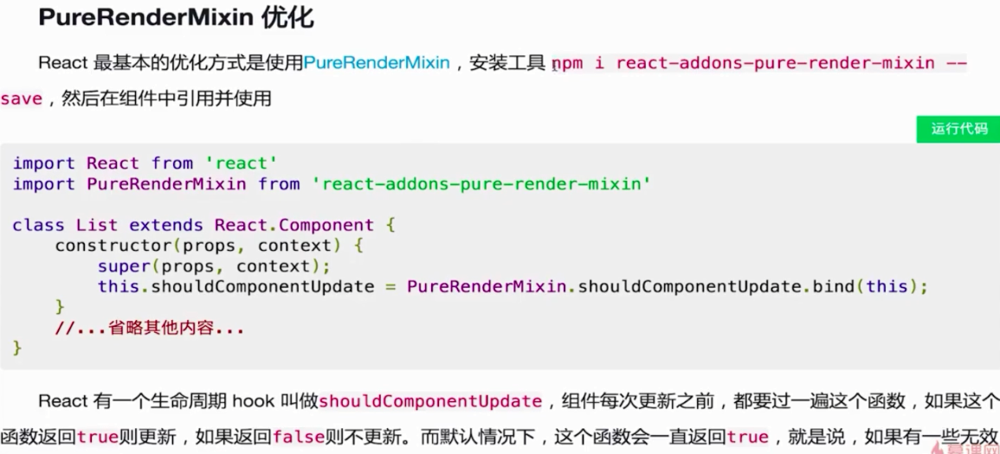 PureRenderMixin 优化
React 最基本的优化方式是使用PureRenderMixin，安装工具 npm i react-addons-pure-render-mixin --
save，然后在组件中引用并使用
运行代码
import React from 'react'
import PureRenderMixin from 'react-addons-pure-render-mixin'
class List extends React.Component {
    constructor(props, context) {
        super(props, context);
        this.shouldComponentUpdate = PureRenderMixin.shouldComponentUpdate.bind(this);
    }
    //...省略其他内容...
}
React 有一个生命周期 hook 叫做shouldComponentUpdate，组件每次更新之前，都要过一遍这个函数，如果这个
函数返回true则更新，如果返回false则不更新。而默认情况下，这个函数会一直返回true，就是说，如果有一些无效
慕课网